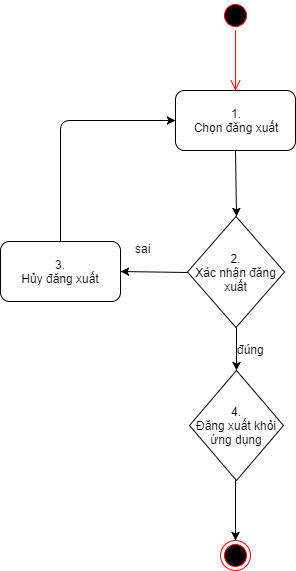 1.
Chọn đăng xuất
sai
2.
Xác nhận đăng
xuất
3.
Hủy đăng xuất
đúng
4.
Đăng xuất khỏi
ứng dụng